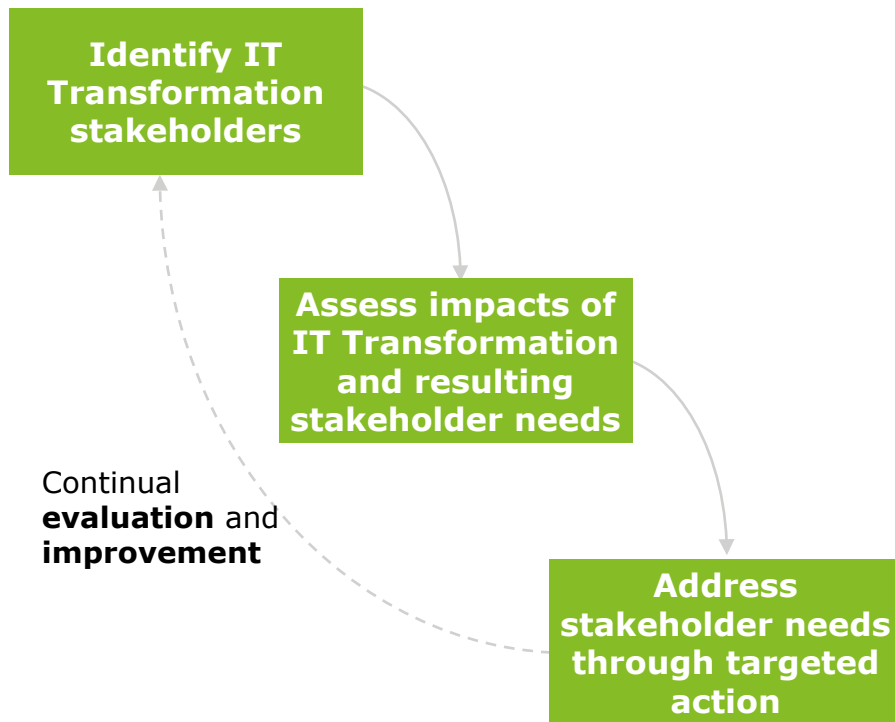 Identify IT
Transformation
stakeholders
Assess impacts of
IT Transformation
and resulting
stakeholder needs
Continual
evaluation and
improvement
Address
stakeholder needs
through targeted
action